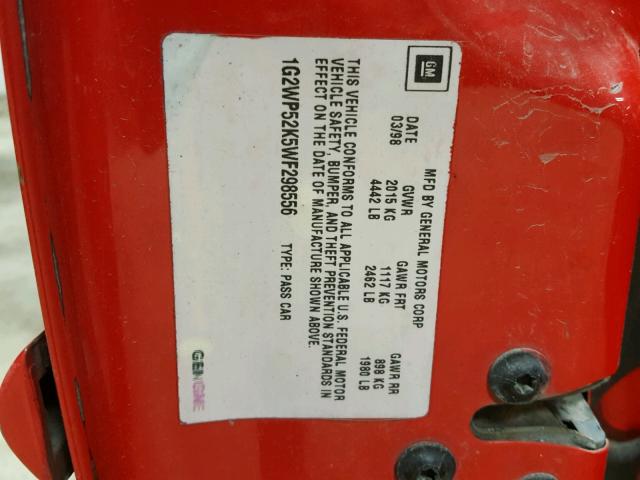 GM
MFD BY GENERAL MOTORS CORP
DATE GVWR GAWR FRT GAWR RR
03/98 2015 KG 1117 KG 898 KG
4442 LB 2462 LB 1980 LB
THIS VEHICLE CONFORMS TO ALL APPLICABLE U.S. FEDERAL MOTOR
VEHICLE SAFETY, BUMPER, AND THEFT PREVENTION STANDARDS IN
EFFECT ON THE DATE OF MANUFACTURE SHOWN ABOVE.
1G2WP52K5WF298556 TYPE: PASS CAR